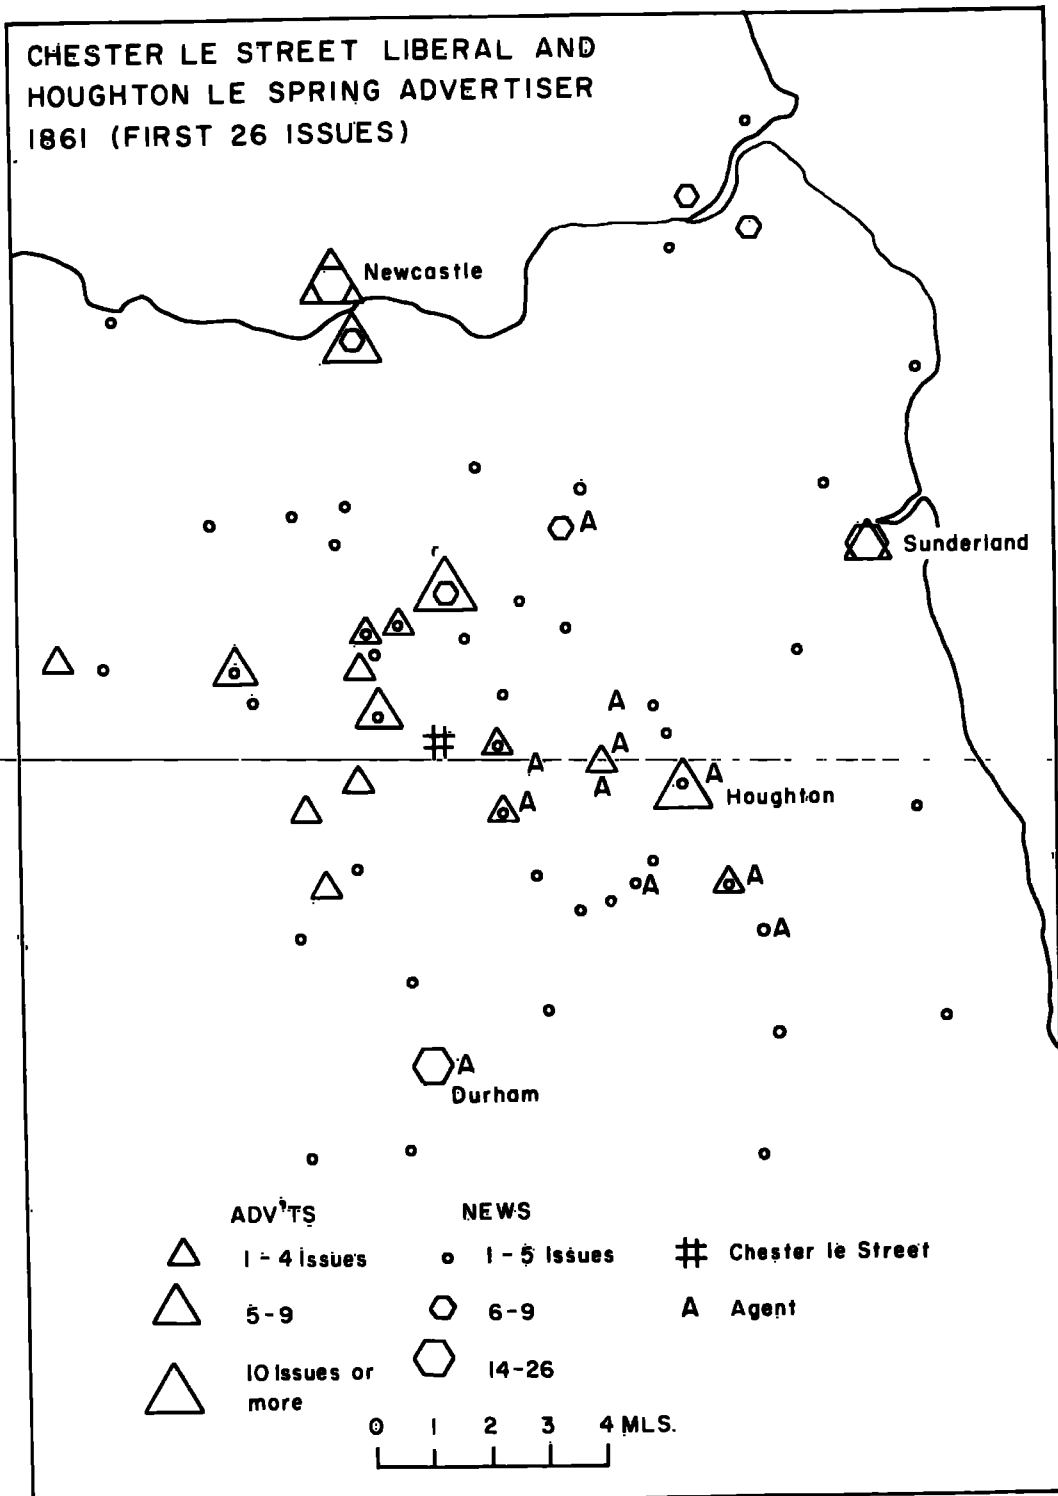 CHESTER LE STREET LIBERAL AND
HOUGHTON LE SPRING ADVERTISER
1861 (FIRST 26 ISSUES)
Newcastle
A
Sunderland
r
A
A
A
A
A
Houghton
A
A
A
A
A
Durham
ADV'TS
NEWS
1-4 Issues
1-5 Issues
Chester le Street
5-9
6-9
A Agent
10 Issues or
more
14-26
0 1 2 3 4 MLS.